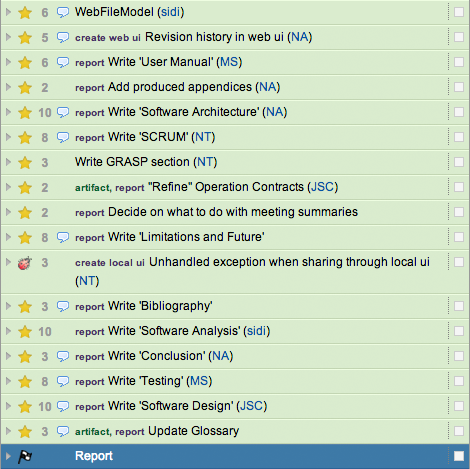 6 WebFileModel (sidi)
5 create web ui Revision history in web ui (NA)
6 report Write 'User Manual' (MS)
2 report Add produced appendices (NA)
10 report Write 'Software Architecture' (NA)
8 report Write 'SCRUM' (NT)
3 Write GRASP section (NT)
2 artifact, report "Refine" Operation Contracts (JSC)
2 report Decide on what to do with meeting summaries
8 report Write 'Limitations and Future'
3 create local ui Unhandled exception when sharing through local ui
(NT)
3 report Write 'Bibliography'
10 report Write 'Software Analysis' (sidi)
3 report Write 'Conclusion' (NA)
8 report Write 'Testing' (MS)
10 report Write 'Software Design' (JSC)
3 artifact, report Update Glossary
Report